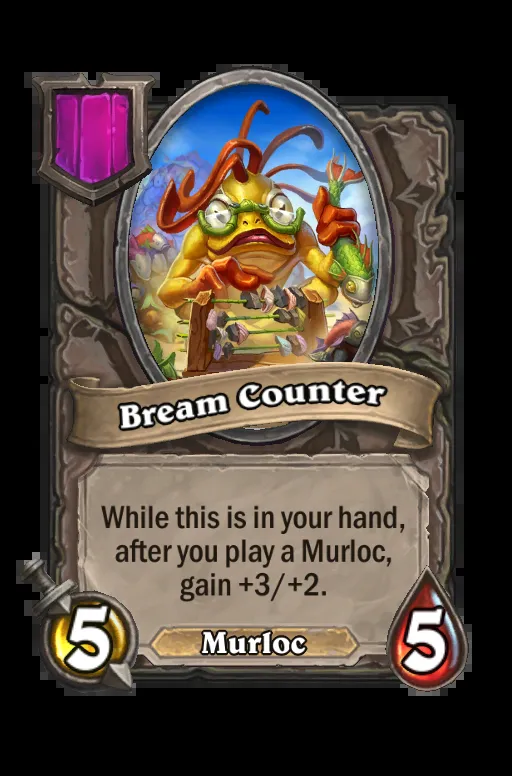 Bream Counter
While this is in your hand,
after you play a Murloc,
gain +3/+2.
5
Murloc
5